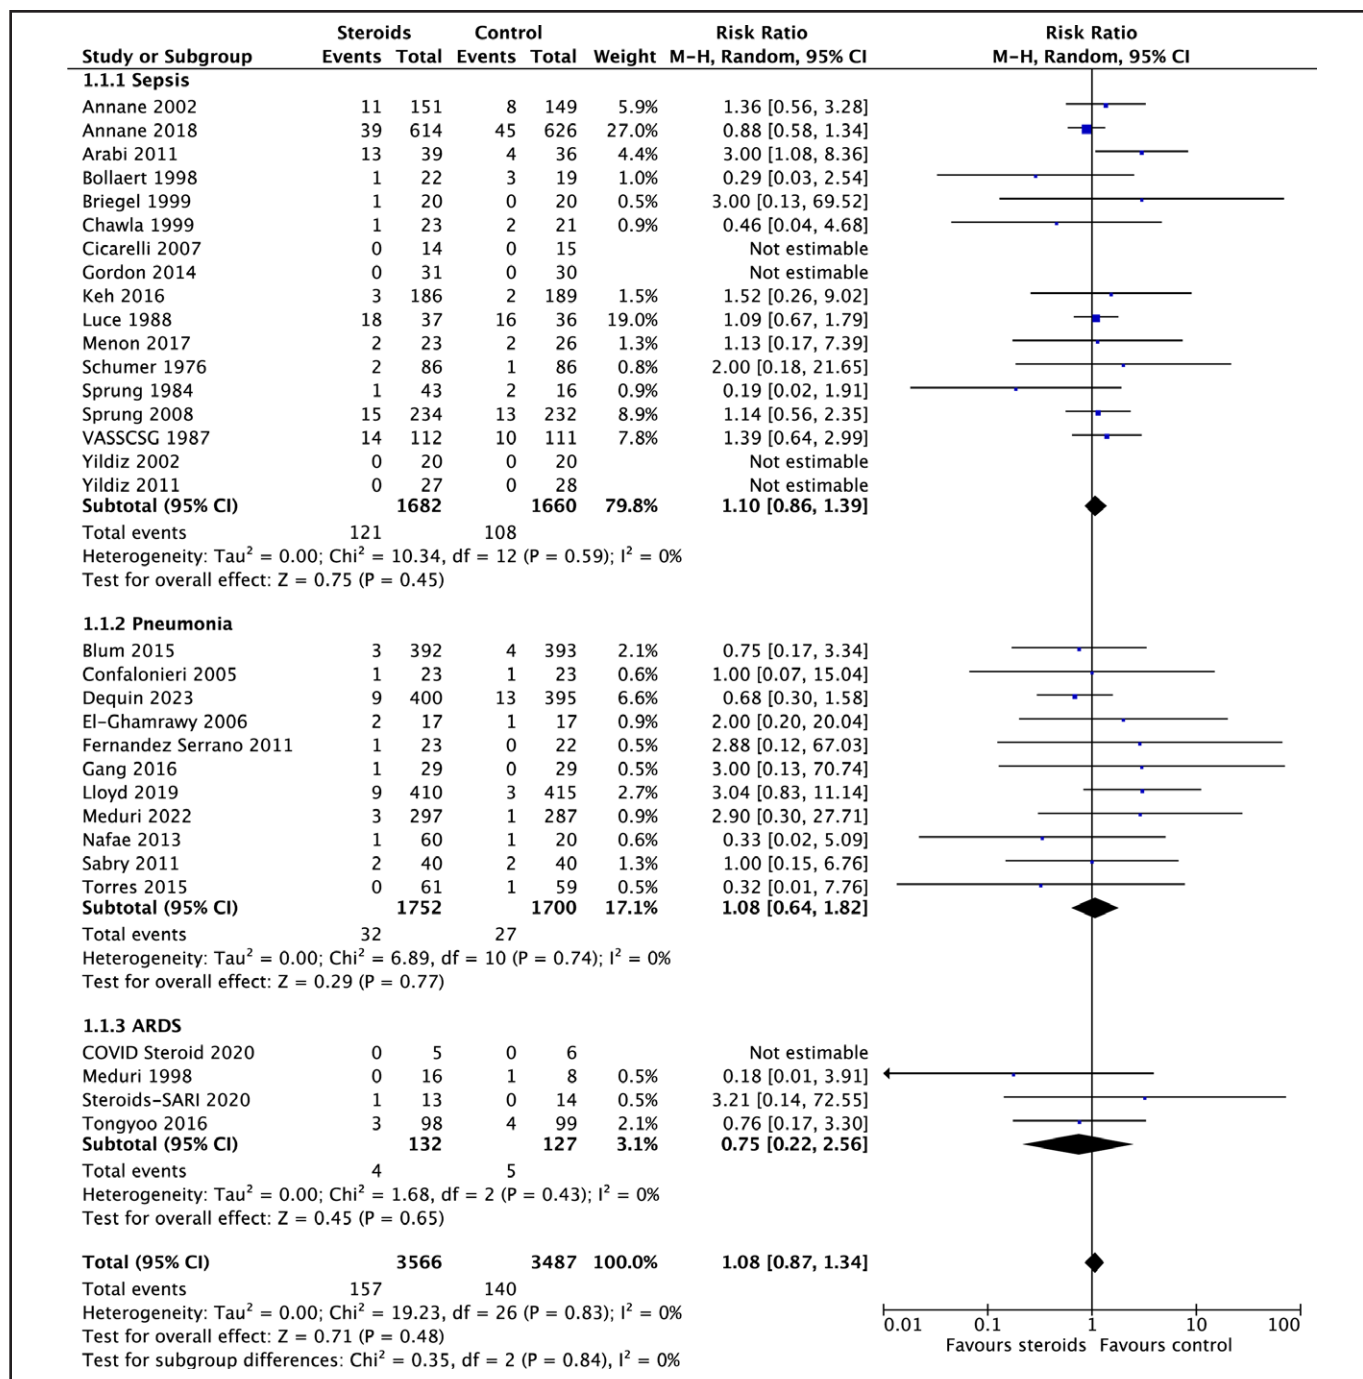 Steroids Control Risk Ratio Risk Ratio
Study or Subgroup Events Total Events Total Weight M-H, Random, 95% CI M-H, Random, 95% CI
1.1.1 Sepsis
Annane 2002 11 151 8 149 5.9% 1.36 [0.56, 3.28]
Annane 2018 39 614 45 626 27.0% 0.88 [0.58, 1.34]
Arabi 2011 13 39 4 36 4.4% 3.00 [1.08, 8.36]
Bollaert 1998 1 22 3 19 1.0% 0.29 [0.03, 2.54]
Briegel 1999 1 20 0 20 0.5% 3.00 [0.13, 69.52]
Chawla 1999 1 23 2 21 0.9% 0.46 [0.04, 4.68]
Cicarelli 2007 0 14 0 15 Not estimable
Gordon 2014 0 31 0 30 Not estimable
Keh 2016 3 186 2 189 1.5% 1.52 [0.26, 9.02]
Luce 1988 18 37 16 36 19.0% 1.09 [0.67, 1.79]
Menon 2017 2 23 2 26 1.3% 1.13 [0.17, 7.39]
Schumer 1976 2 86 1 86 0.8% 2.00 [0.18, 21.65]
Sprung 1984 1 43 2 16 0.9% 0.19 [0.02, 1.91]
Sprung 2008 15 234 13 232 8.9% 1.14 [0.56, 2.35]
VASSCSG 1987 14 112 10 111 7.8% 1.39 [0.64, 2.99]
Yildiz 2002 0 20 0 20 Not estimable
Yildiz 2011 0 27 0 28 Not estimable
Subtotal (95% CI) 1682 1660 79.8% 1.10 [0.86, 1.39]
Total events 121 108
Heterogeneity: Tau² = 0.00; Chi² = 10.34, df = 12 (P = 0.59); I² = 0%
Test for overall effect: Z = 0.75 (P = 0.45)
1.1.2 Pneumonia
Blum 2015 3 392 4 393 2.1% 0.75 [0.17, 3.34]
Confalonieri 2005 1 23 1 23 0.6% 1.00 [0.07, 15.04]
Dequin 2023 9 400 13 395 6.6% 0.68 [0.30, 1.58]
El-Ghamrawy 2006 2 17 1 17 0.9% 2.00 [0.20, 20.04]
Fernandez Serrano 2011 1 23 0 22 0.5% 2.88 [0.12, 67.03]
Gang 2016 1 29 0 29 0.5% 3.00 [0.13, 70.74]
Lloyd 2019 9 410 3 415 2.7% 3.04 [0.83, 11.14]
Meduri 2022 3 297 1 287 0.9% 2.90 [0.30, 27.71]
Nafae 2013 1 60 1 20 0.6% 0.33 [0.02, 5.09]
Sabry 2011 2 40 2 40 1.3% 1.00 [0.15, 6.76]
Torres 2015 0 61 1 59 0.5% 0.32 [0.01, 7.76]
Subtotal (95% CI) 1752 1700 17.1% 1.08 [0.64, 1.82]
Total events 32 27
Heterogeneity: Tau² = 0.00; Chi² = 6.89, df = 10 (P = 0.74); I² = 0%
Test for overall effect: Z = 0.29 (P = 0.77)
1.1.3 ARDS
COVID Steroid 2020 0 5 0 6 Not estimable
Meduri 1998 0 16 1 8 0.5% 0.18 [0.01, 3.91]
Steroids-SARI 2020 1 13 0 14 0.5% 3.21 [0.14, 72.55]
Tongyoo 2016 3 98 4 99 2.1% 0.76 [0.17, 3.30]
Subtotal (95% CI) 132 127 3.1% 0.75 [0.22, 2.56]
Total events 4 5
Heterogeneity: Tau² = 0.00; Chi² = 1.68, df = 2 (P = 0.43); I² = 0%
Test for overall effect: Z = 0.45 (P = 0.65)
Total (95% CI) 3566 3487 100.0% 1.08 [0.87, 1.34]
Total events 157 140
Heterogeneity: Tau² = 0.00; Chi² = 19.23, df = 26 (P = 0.83); I² = 0%
Test for overall effect: Z = 0.71 (P = 0.48)
Test for subgroup differences: Chi² = 0.35, df = 2 (P = 0.84), I² = 0%
0.01 0.1 1 10 100
Favours steroids Favours control